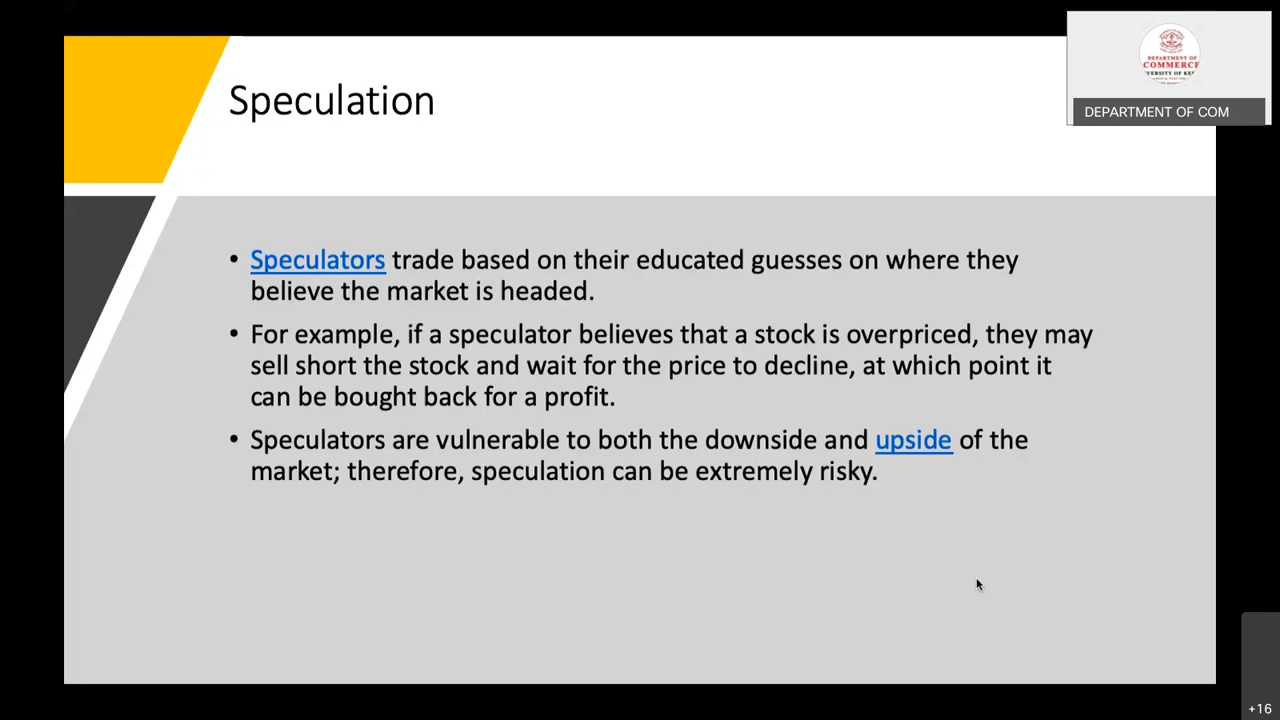 Speculation
DEPARTMENT OF
COMMERCE
DEPARTMENT OF COM
• Speculators trade based on their educated guesses on where they
believe the market is headed.
• For example, if a speculator believes that a stock is overpriced, they may
sell short the stock and wait for the price to decline, at which point it
can be bought back for a profit.
• Speculators are vulnerable to both the downside and upside of the
market; therefore, speculation can be extremely risky.
+16